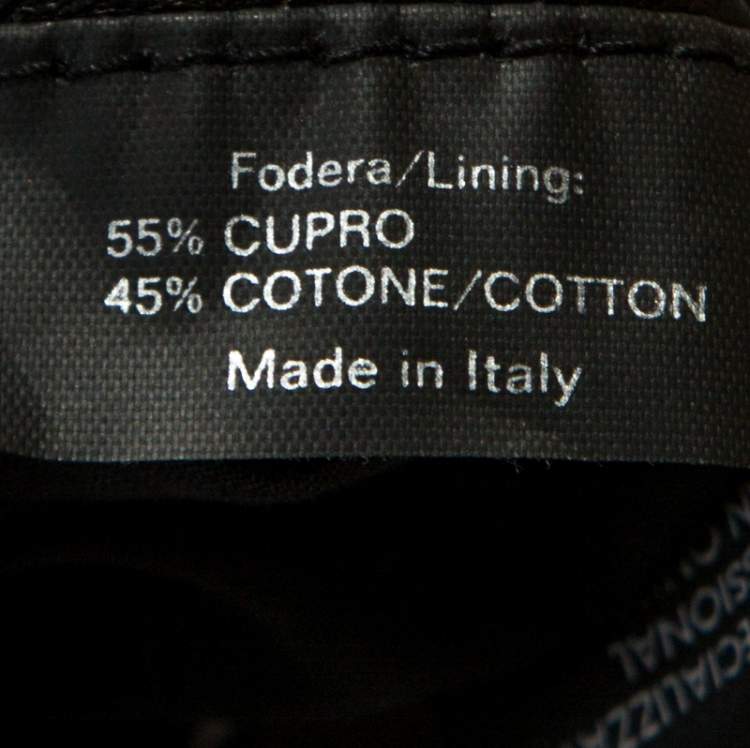 Fodera/Lining:
55% CUPRO
45% COTONE/COTTON
Made in Italy